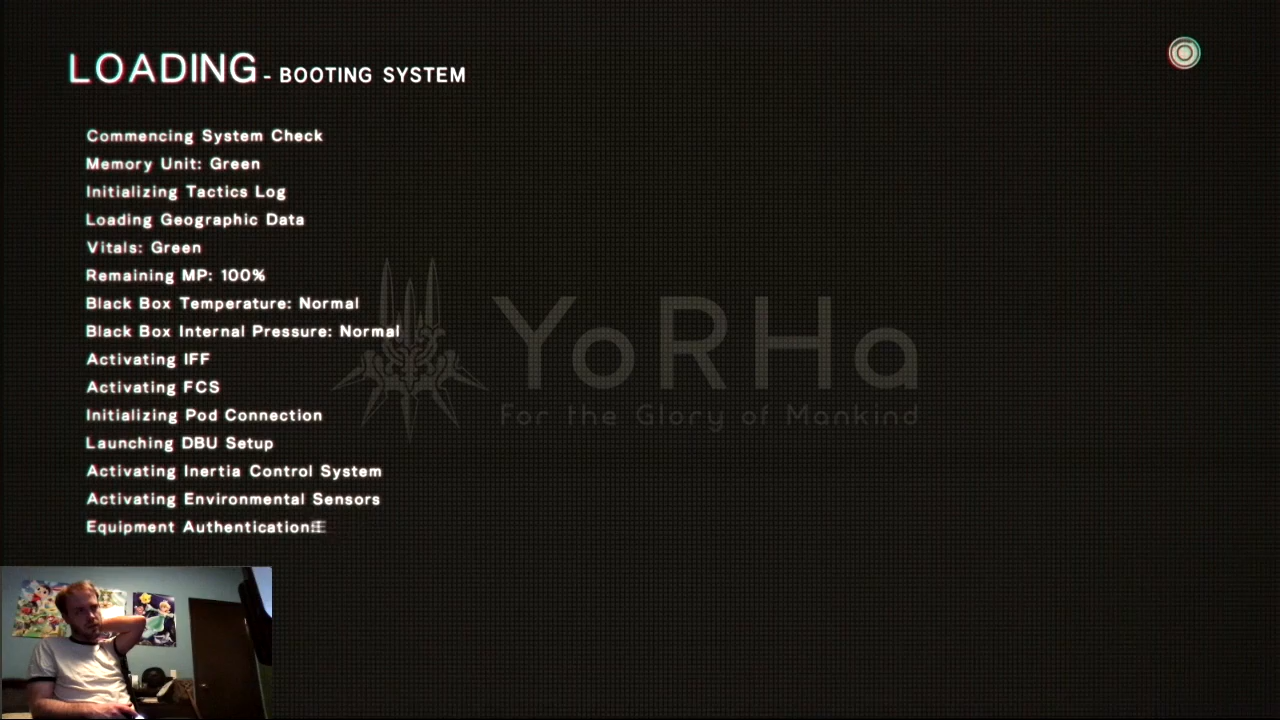 LOADING - BOOTING SYSTEM
Commencing System Check
Memory Unit: Green
Initializing Tactics Log
Loading Geographic Data
Vitals: Green
Remaining MP: 100%
Black Box Temperature: Normal
Black Box Internal Pressure: Normal
Activating IFF
Activating FCS
Initializing Pod Connection
Launching DBU Setup
Activating Inertia Control System
Activating Environmental Sensors
Equipment Authentication:
YoRHa
For the Glory of Mankind